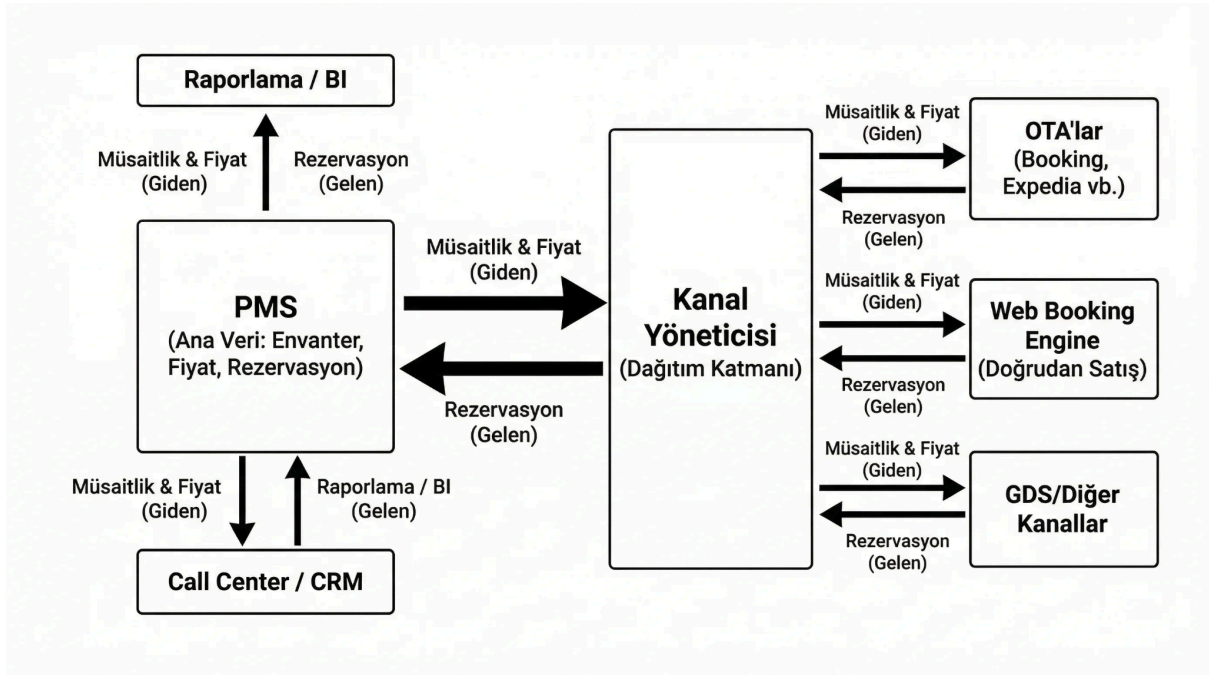 Raporlama / BI
Müsaitlik & Fiyat
(Giden)
Rezervasyon
(Gelen)
PMS
(Ana Veri: Envanter,
Fiyat, Rezervasyon)
Müsaitlik & Fiyat
(Giden)
Raporlama / BI
(Gelen)
Call Center / CRM
Müsaitlik & Fiyat
(Giden)
Rezervasyon
(Gelen)
Kanal
Yöneticisi
(Dağıtım Katmanı)
Müsaitlik & Fiyat
(Giden)
Rezervasyon
(Gelen)
OTA'lar
(Booking,
Expedia vb.)
Müsaitlik & Fiyat
(Giden)
Rezervasyon
(Gelen)
Web Booking
Engine
(Doğrudan Satış)
Müsaitlik & Fiyat
(Giden)
Rezervasyon
(Gelen)
GDS/Diğer
Kanallar